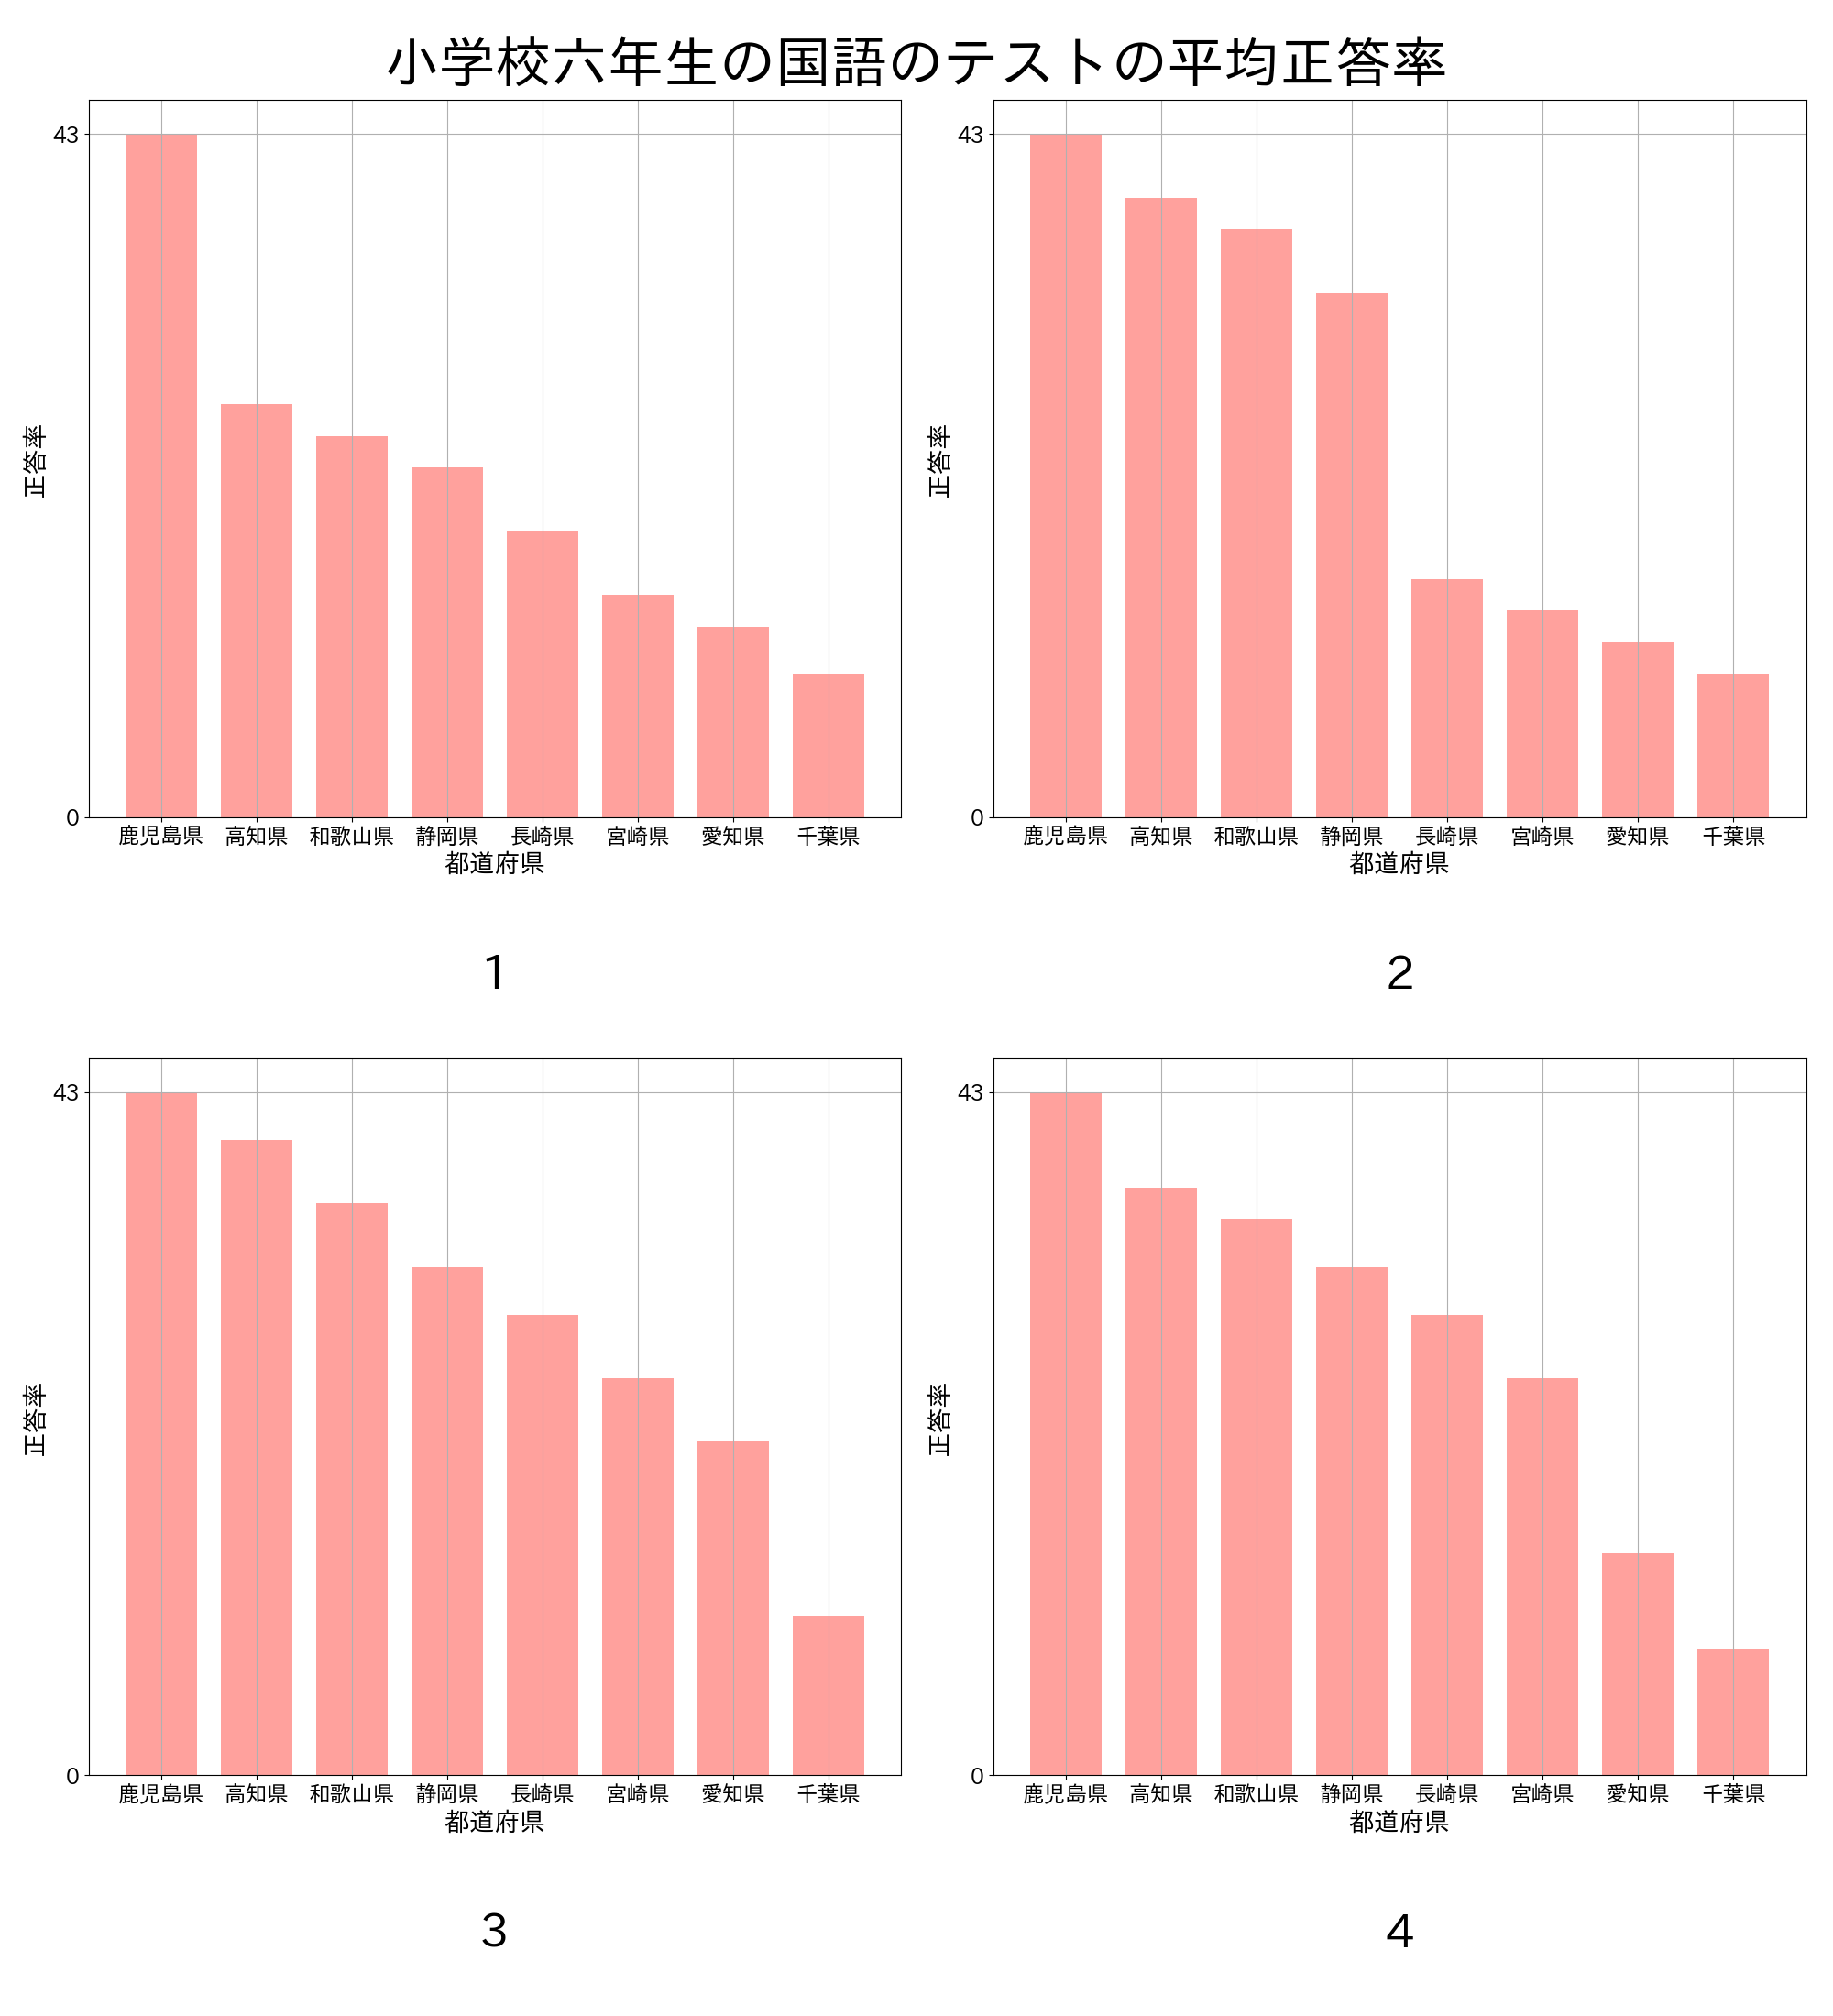 小学校六年生の国語のテストの平均正答率
43
0
正答率
鹿児島県 高知県 和歌山県 静岡県 長崎県 宮崎県 愛知県 千葉県
都道府県
1
43
0
正答率
鹿児島県 高知県 和歌山県 静岡県 長崎県 宮崎県 愛知県 千葉県
都道府県
2
43
0
正答率
鹿児島県 高知県 和歌山県 静岡県 長崎県 宮崎県 愛知県 千葉県
都道府県
3
43
0
正答率
鹿児島県 高知県 和歌山県 静岡県 長崎県 宮崎県 愛知県 千葉県
都道府県
4